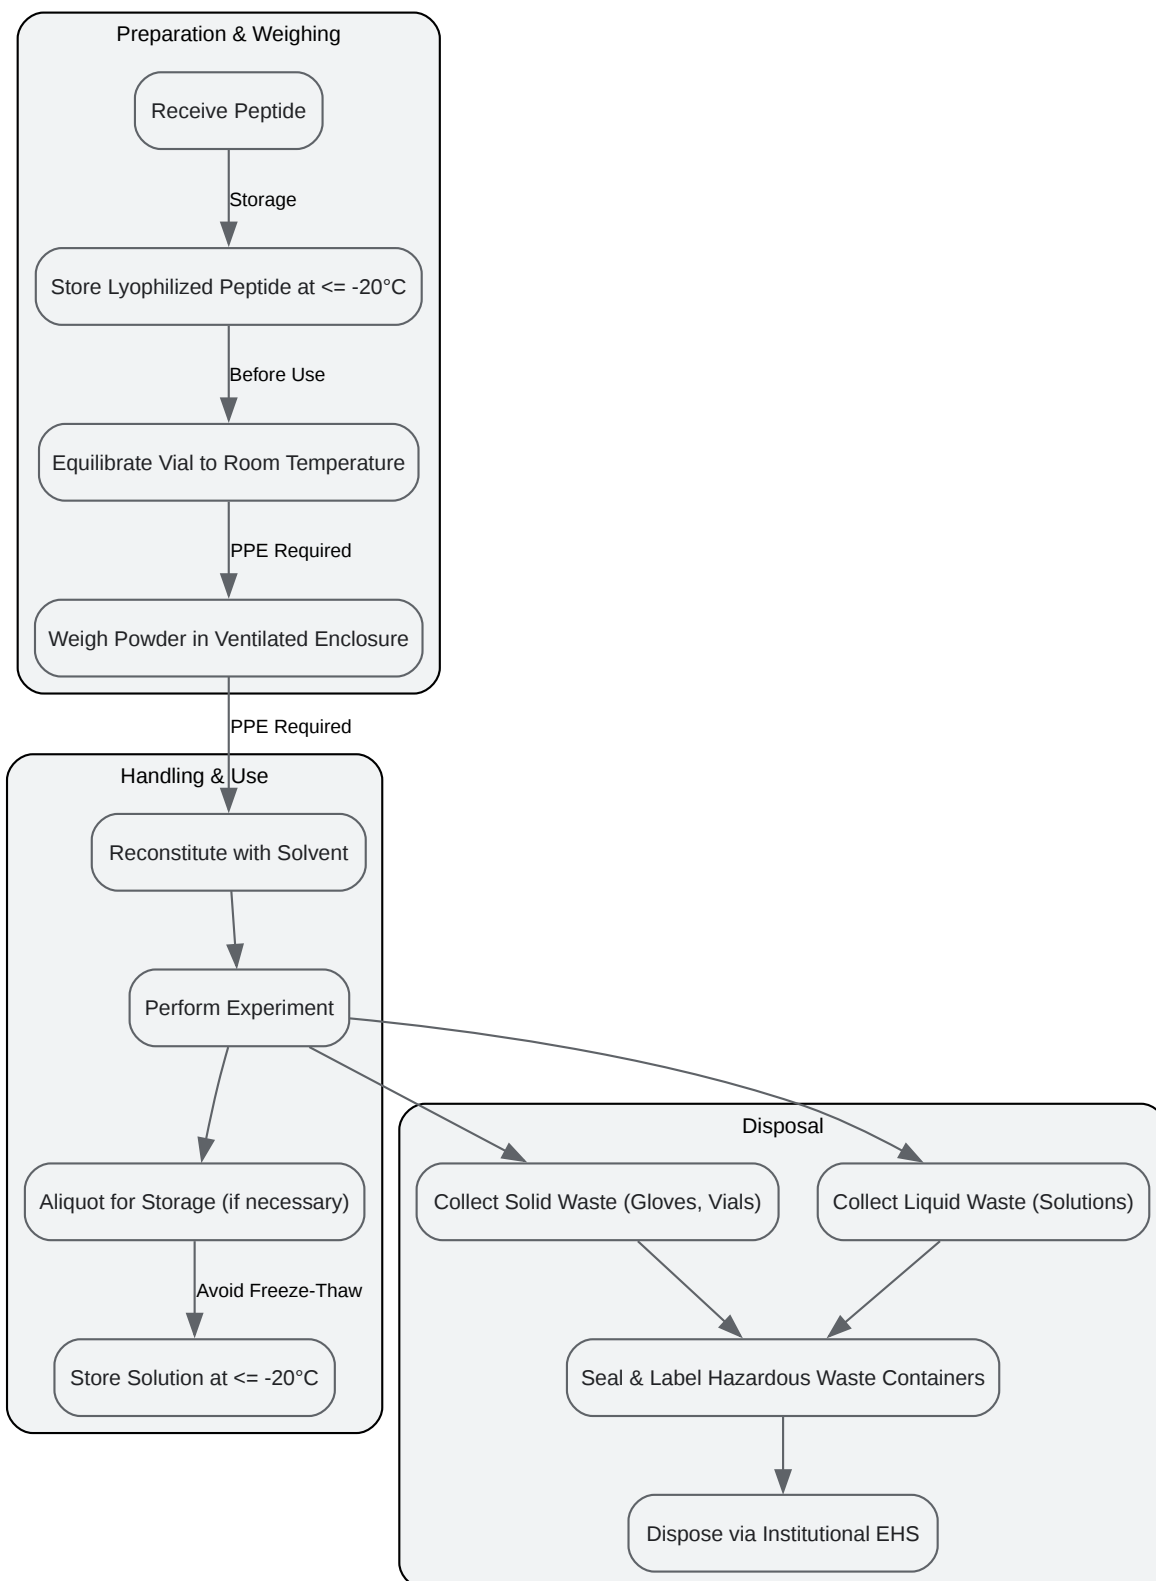 Preparation & Weighing
Receive Peptide
Storage
Store Lyophilized Peptide at <= -20°C
Before Use
Equilibrate Vial to Room Temperature
PPE Required
Weigh Powder in Ventilated Enclosure
PPE Required
Handling & Use
Reconstitute with Solvent
Perform Experiment
Disposal
Aliquot for Storage (if necessary)
Collect Solid Waste (Gloves, Vials)
Collect Liquid Waste (Solutions)
Avoid Freeze-Thaw
Store Solution at <= -20°C
Seal & Label Hazardous Waste Containers
Dispose via Institutional EHS